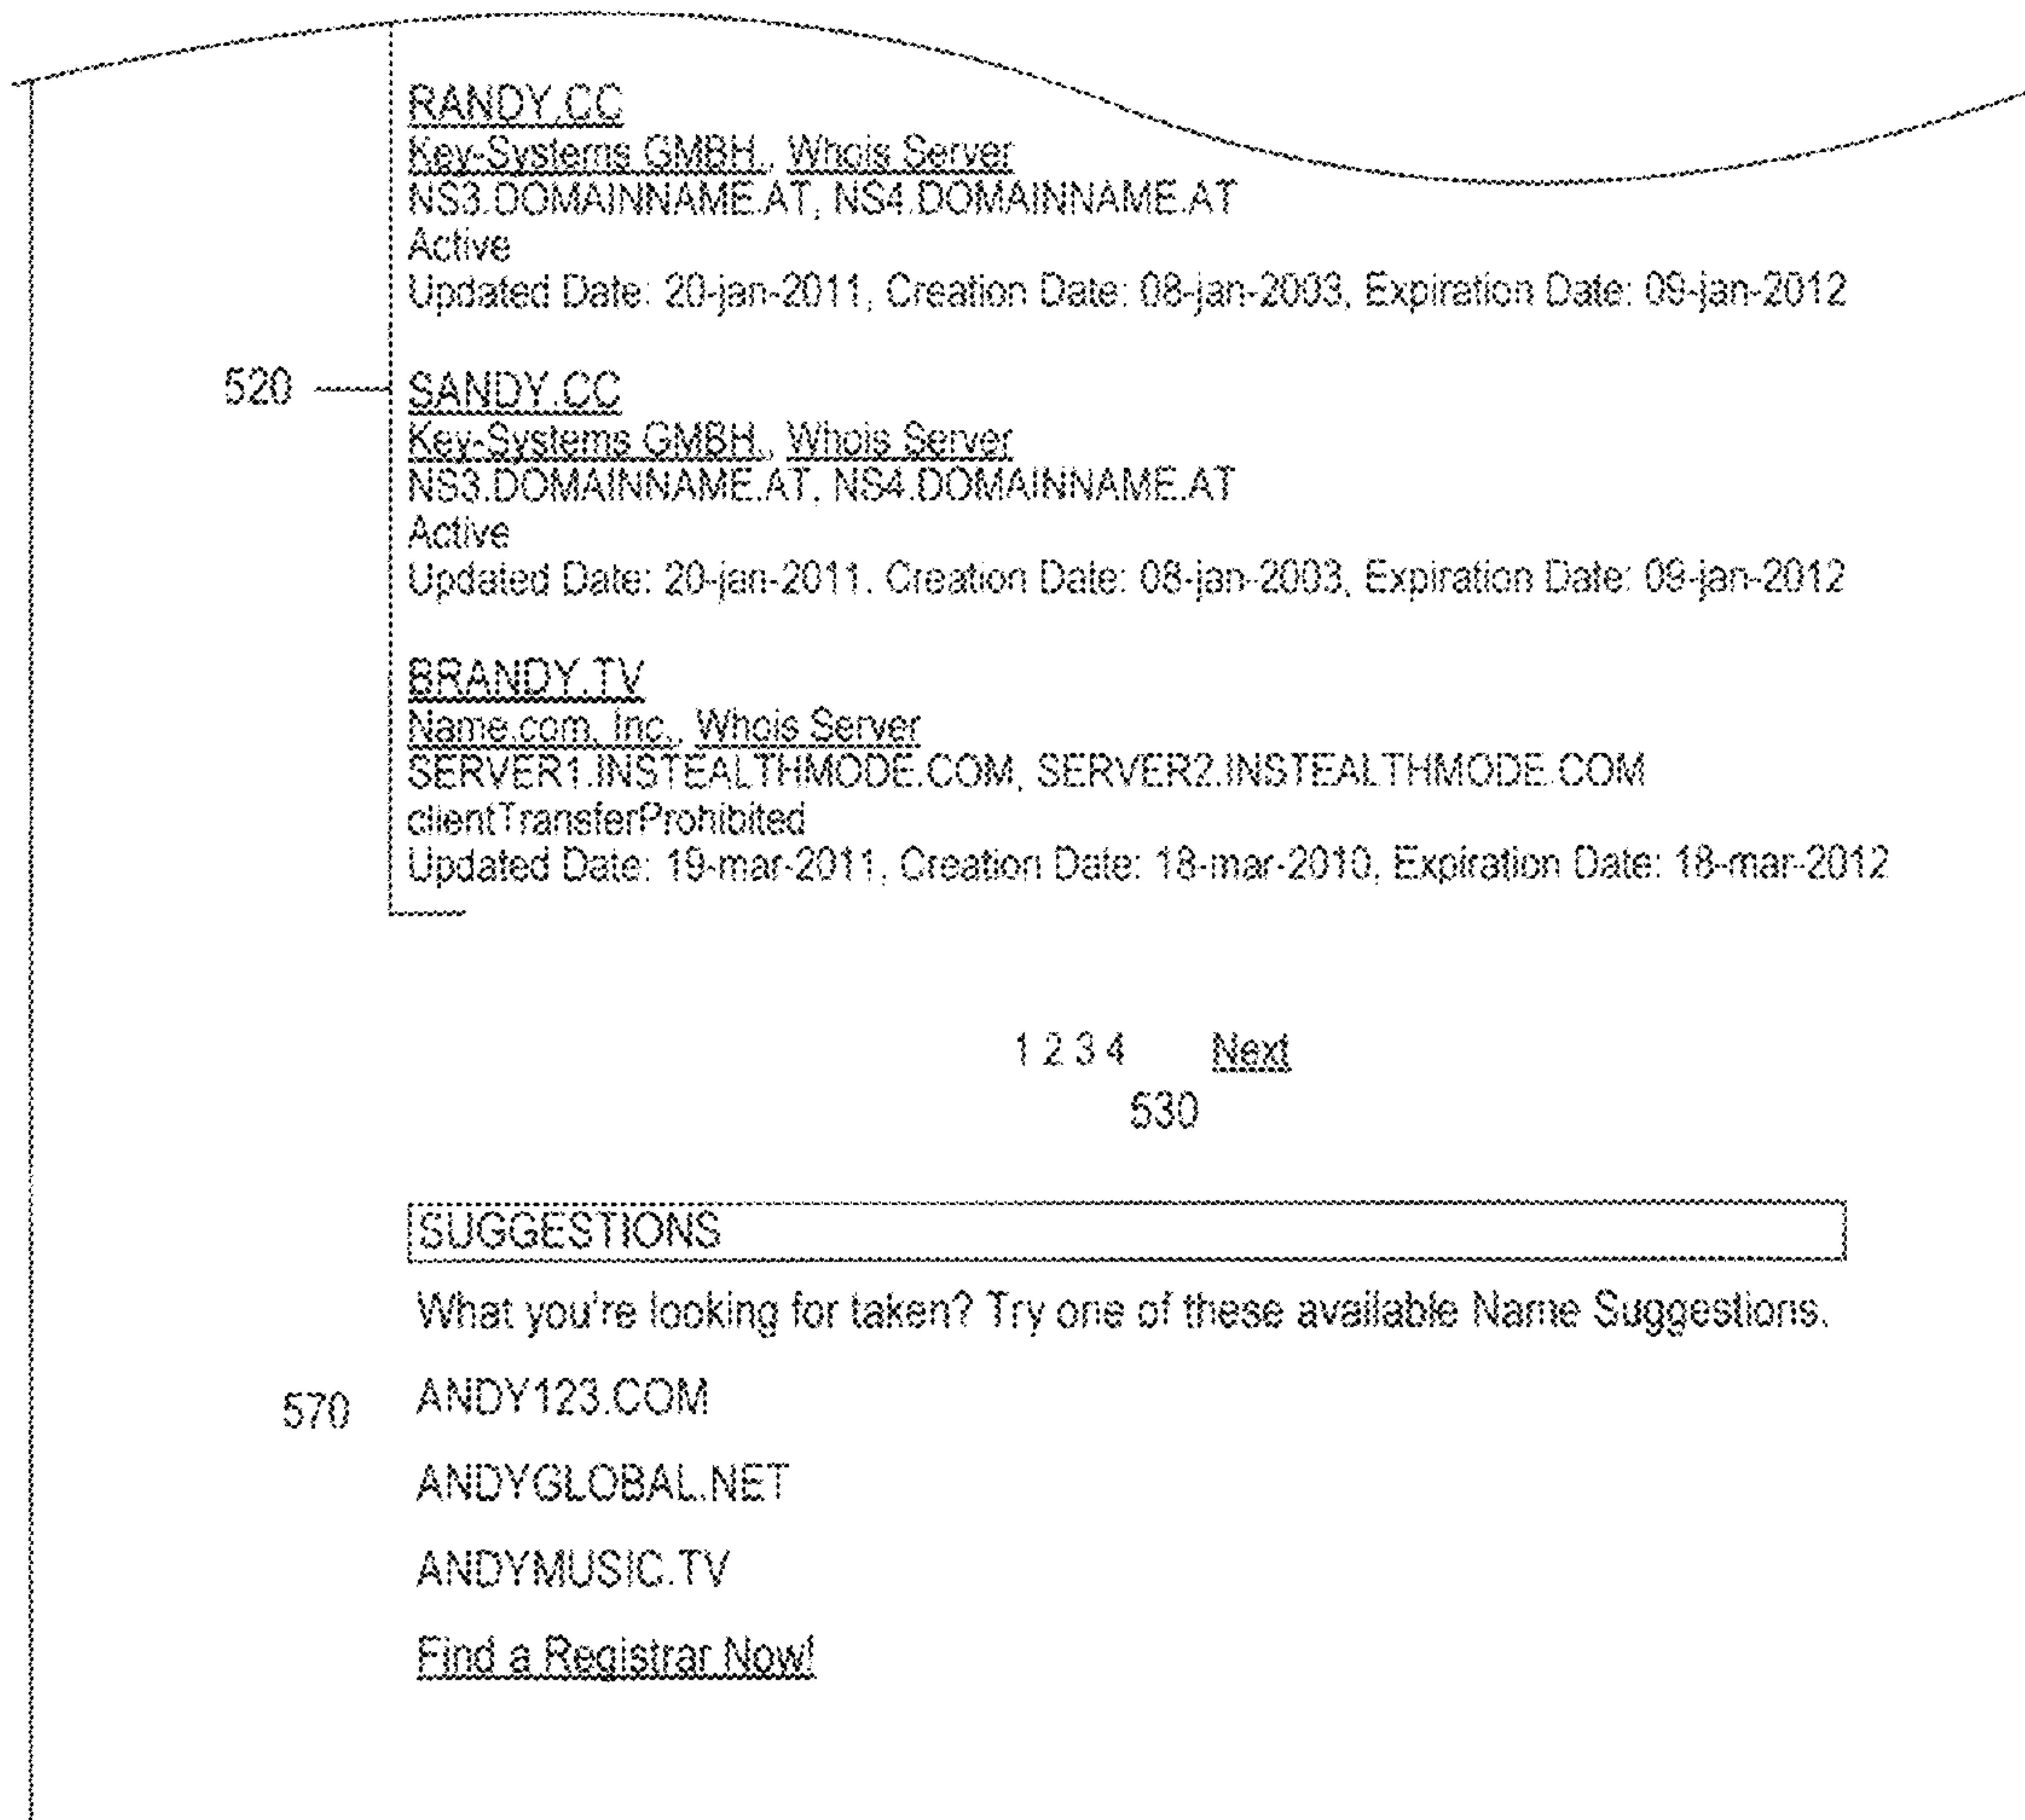 RANDY.CC
Key-Systems GMBH., Whois Server
NS3.DOMAINNAME.AT, NS4.DOMAINNAME.AT
Active
Updated Date: 20-jan-2011, Creation Date: 08-jan-2003, Expiration Date: 09-jan-2012
520
SANDY.CC
Key-Systems GMBH., Whois Server
NS3.DOMAINNAME.AT, NS4.DOMAINNAME.AT
Active
Updated Date: 20-jan-2011, Creation Date: 08-jan-2003, Expiration Date: 09-jan-2012
BRANDY.TV
Name.com, Inc., Whois Server
SERVER1.INSTEALTHMODE.COM, SERVER2.INSTEALTHMODE.COM
clientTransferProhibited
Updated Date: 19-mar-2011, Creation Date: 18-mar-2010, Expiration Date: 18-mar-2012
1 2 3 4 Next
530
SUGGESTIONS
What you're looking for taken? Try one of these available Name Suggestions.
570 ANDY123.COM
ANDYGLOBAL.NET
ANDYMUSIC.TV
Find a Registrar Now!